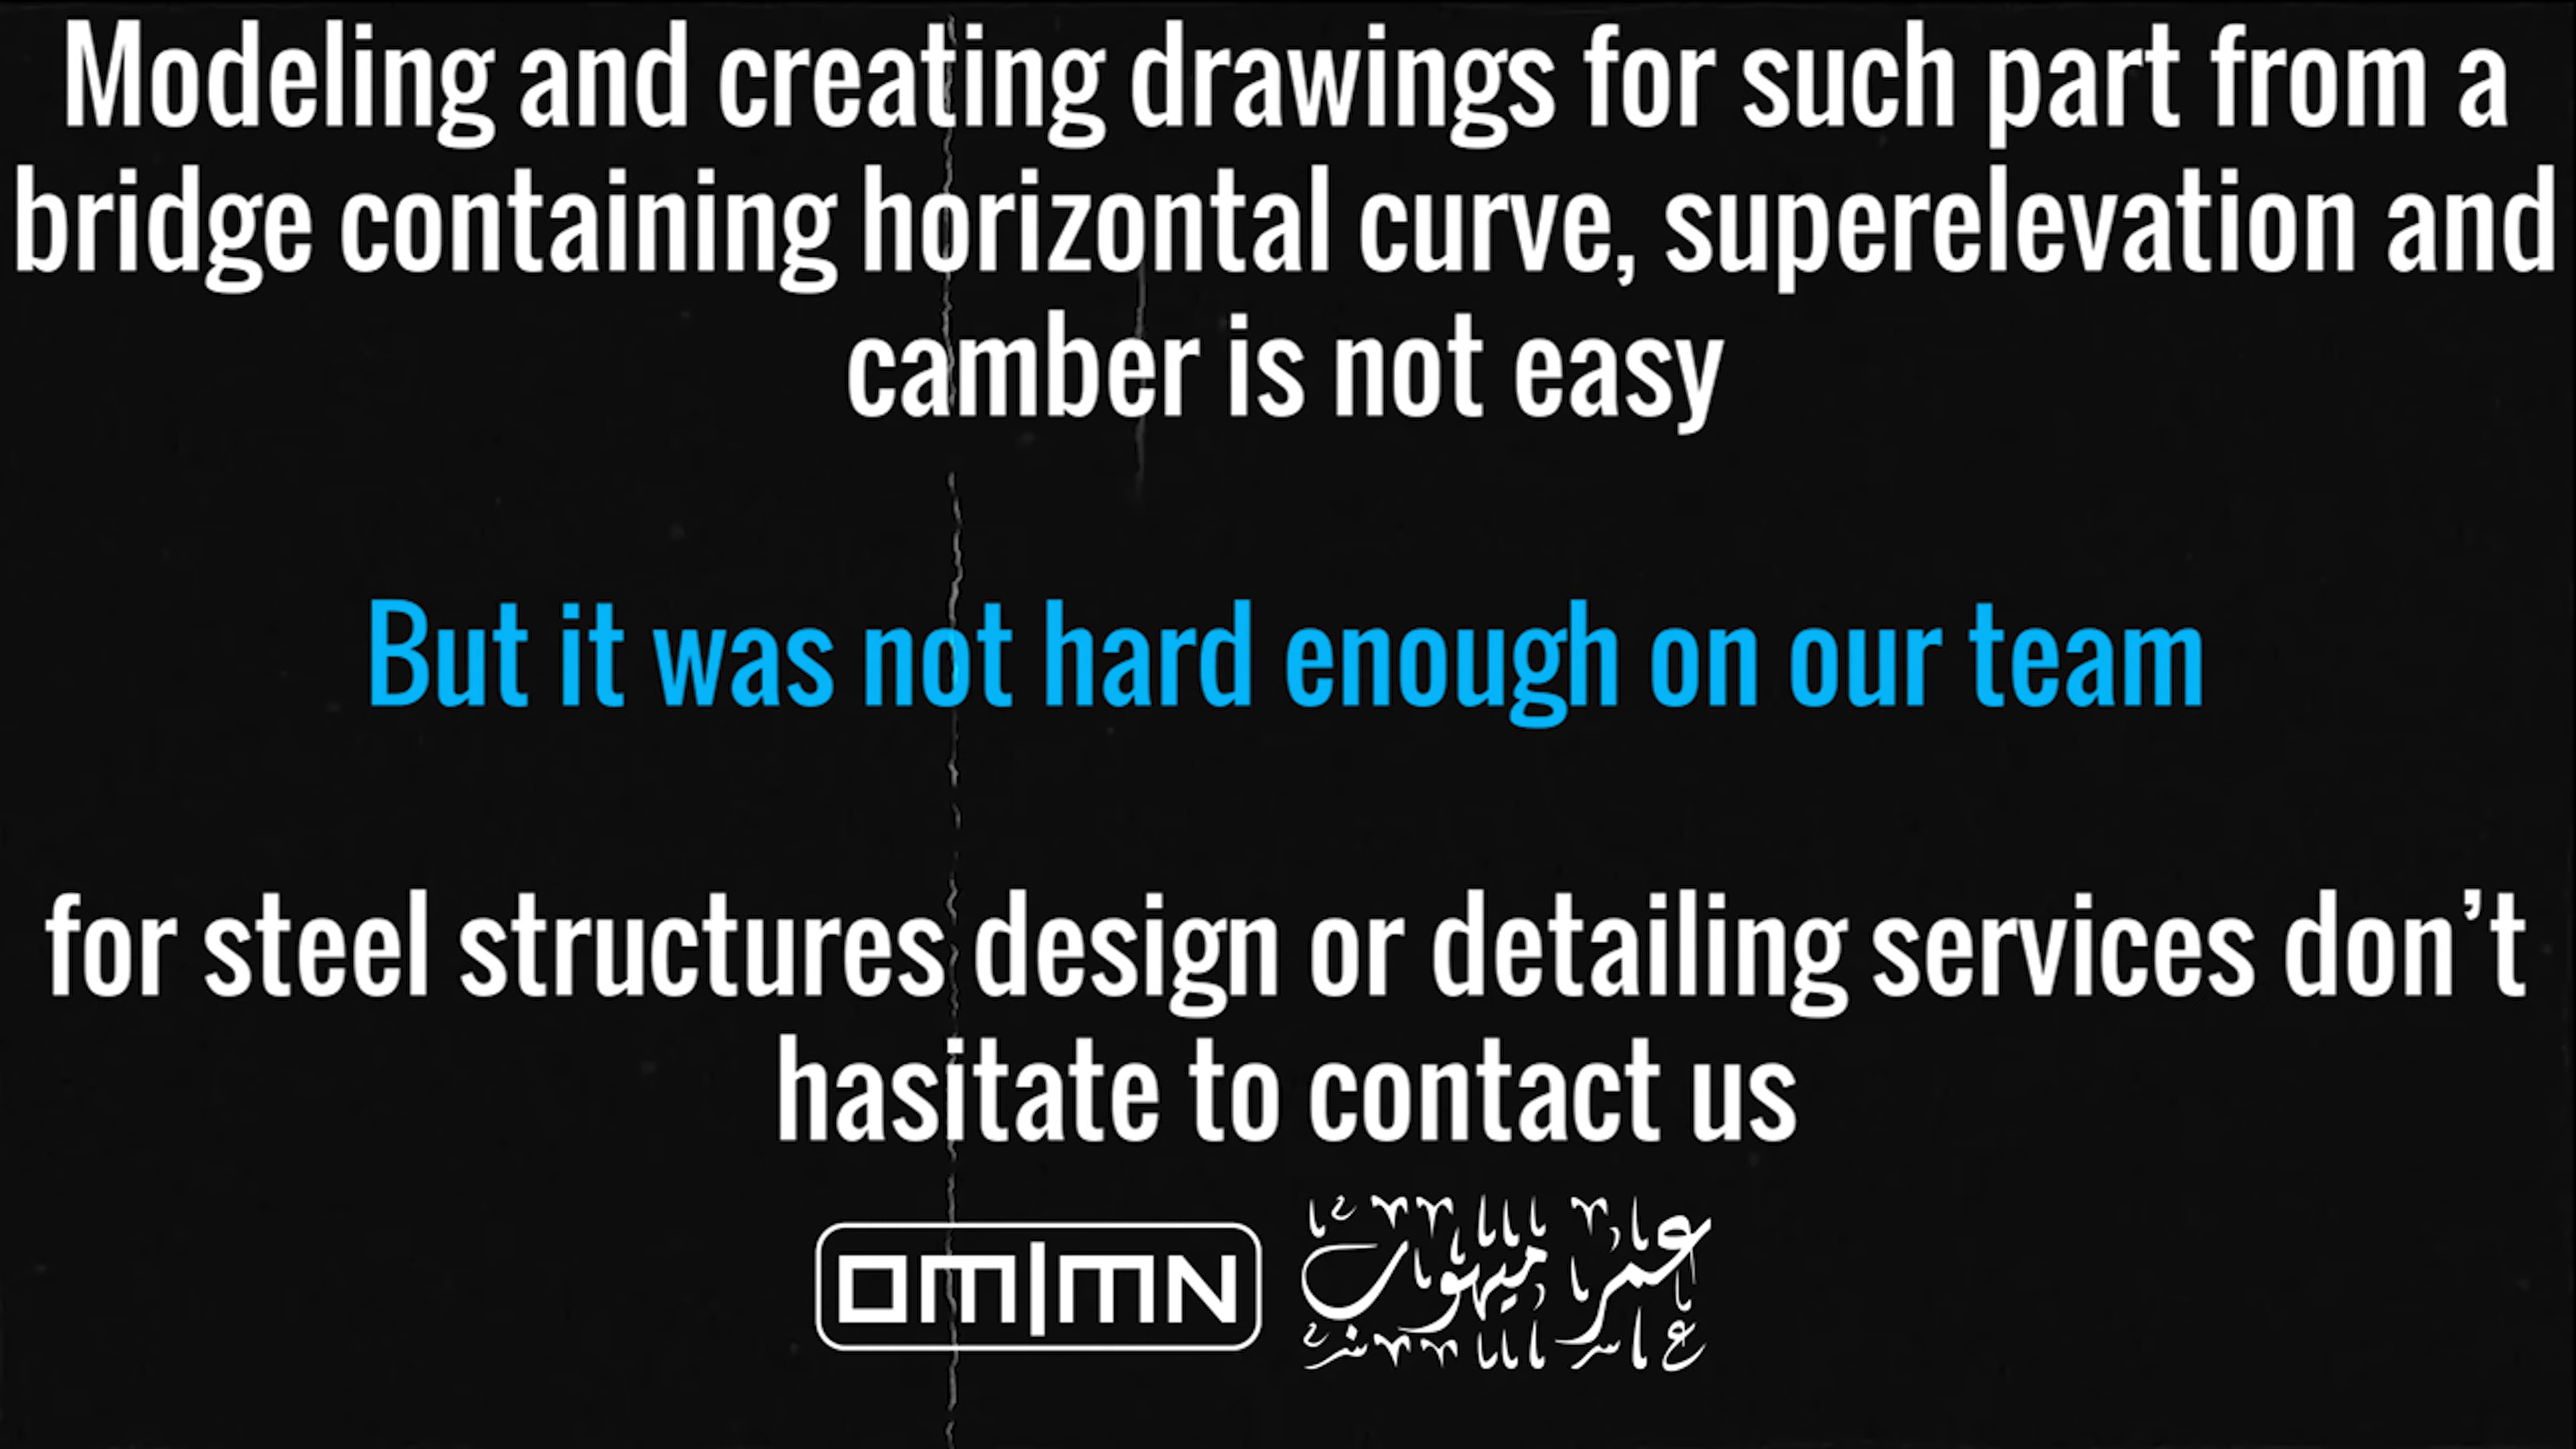 Modeling and creating drawings for such part from a
bridge containing horizontal curve, superelevation and
camber is not easy
But it was not hard enough on our team
for steel structures design or detailing services don’t
hasitate to contact us